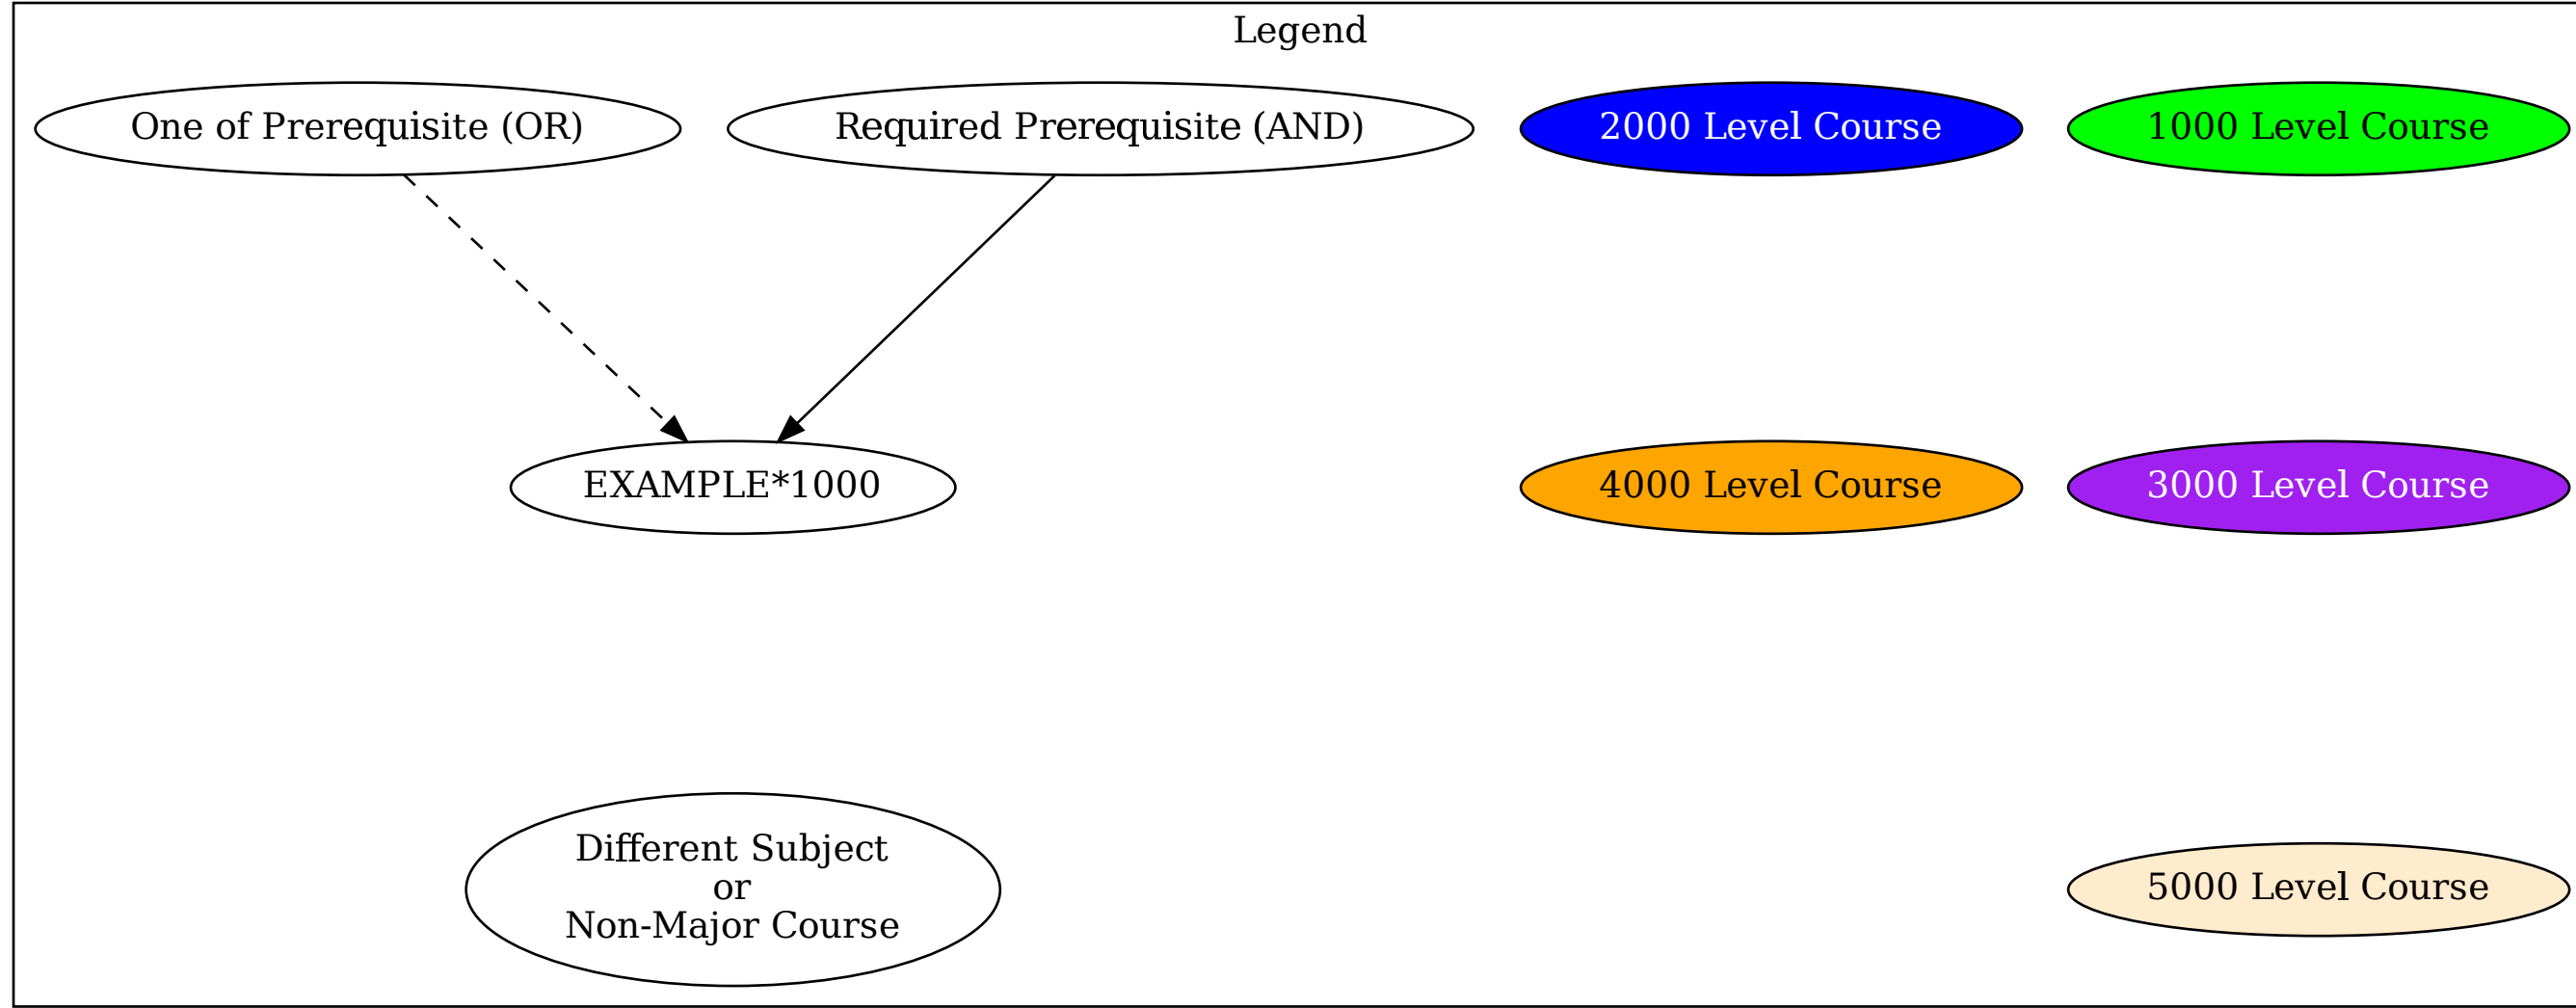 Legend
One of Prerequisite (OR)
Required Prerequisite (AND)
2000 Level Course
1000 Level Course
EXAMPLE*1000
4000 Level Course
3000 Level Course
Different Subject
or
Non-Major Course
5000 Level Course